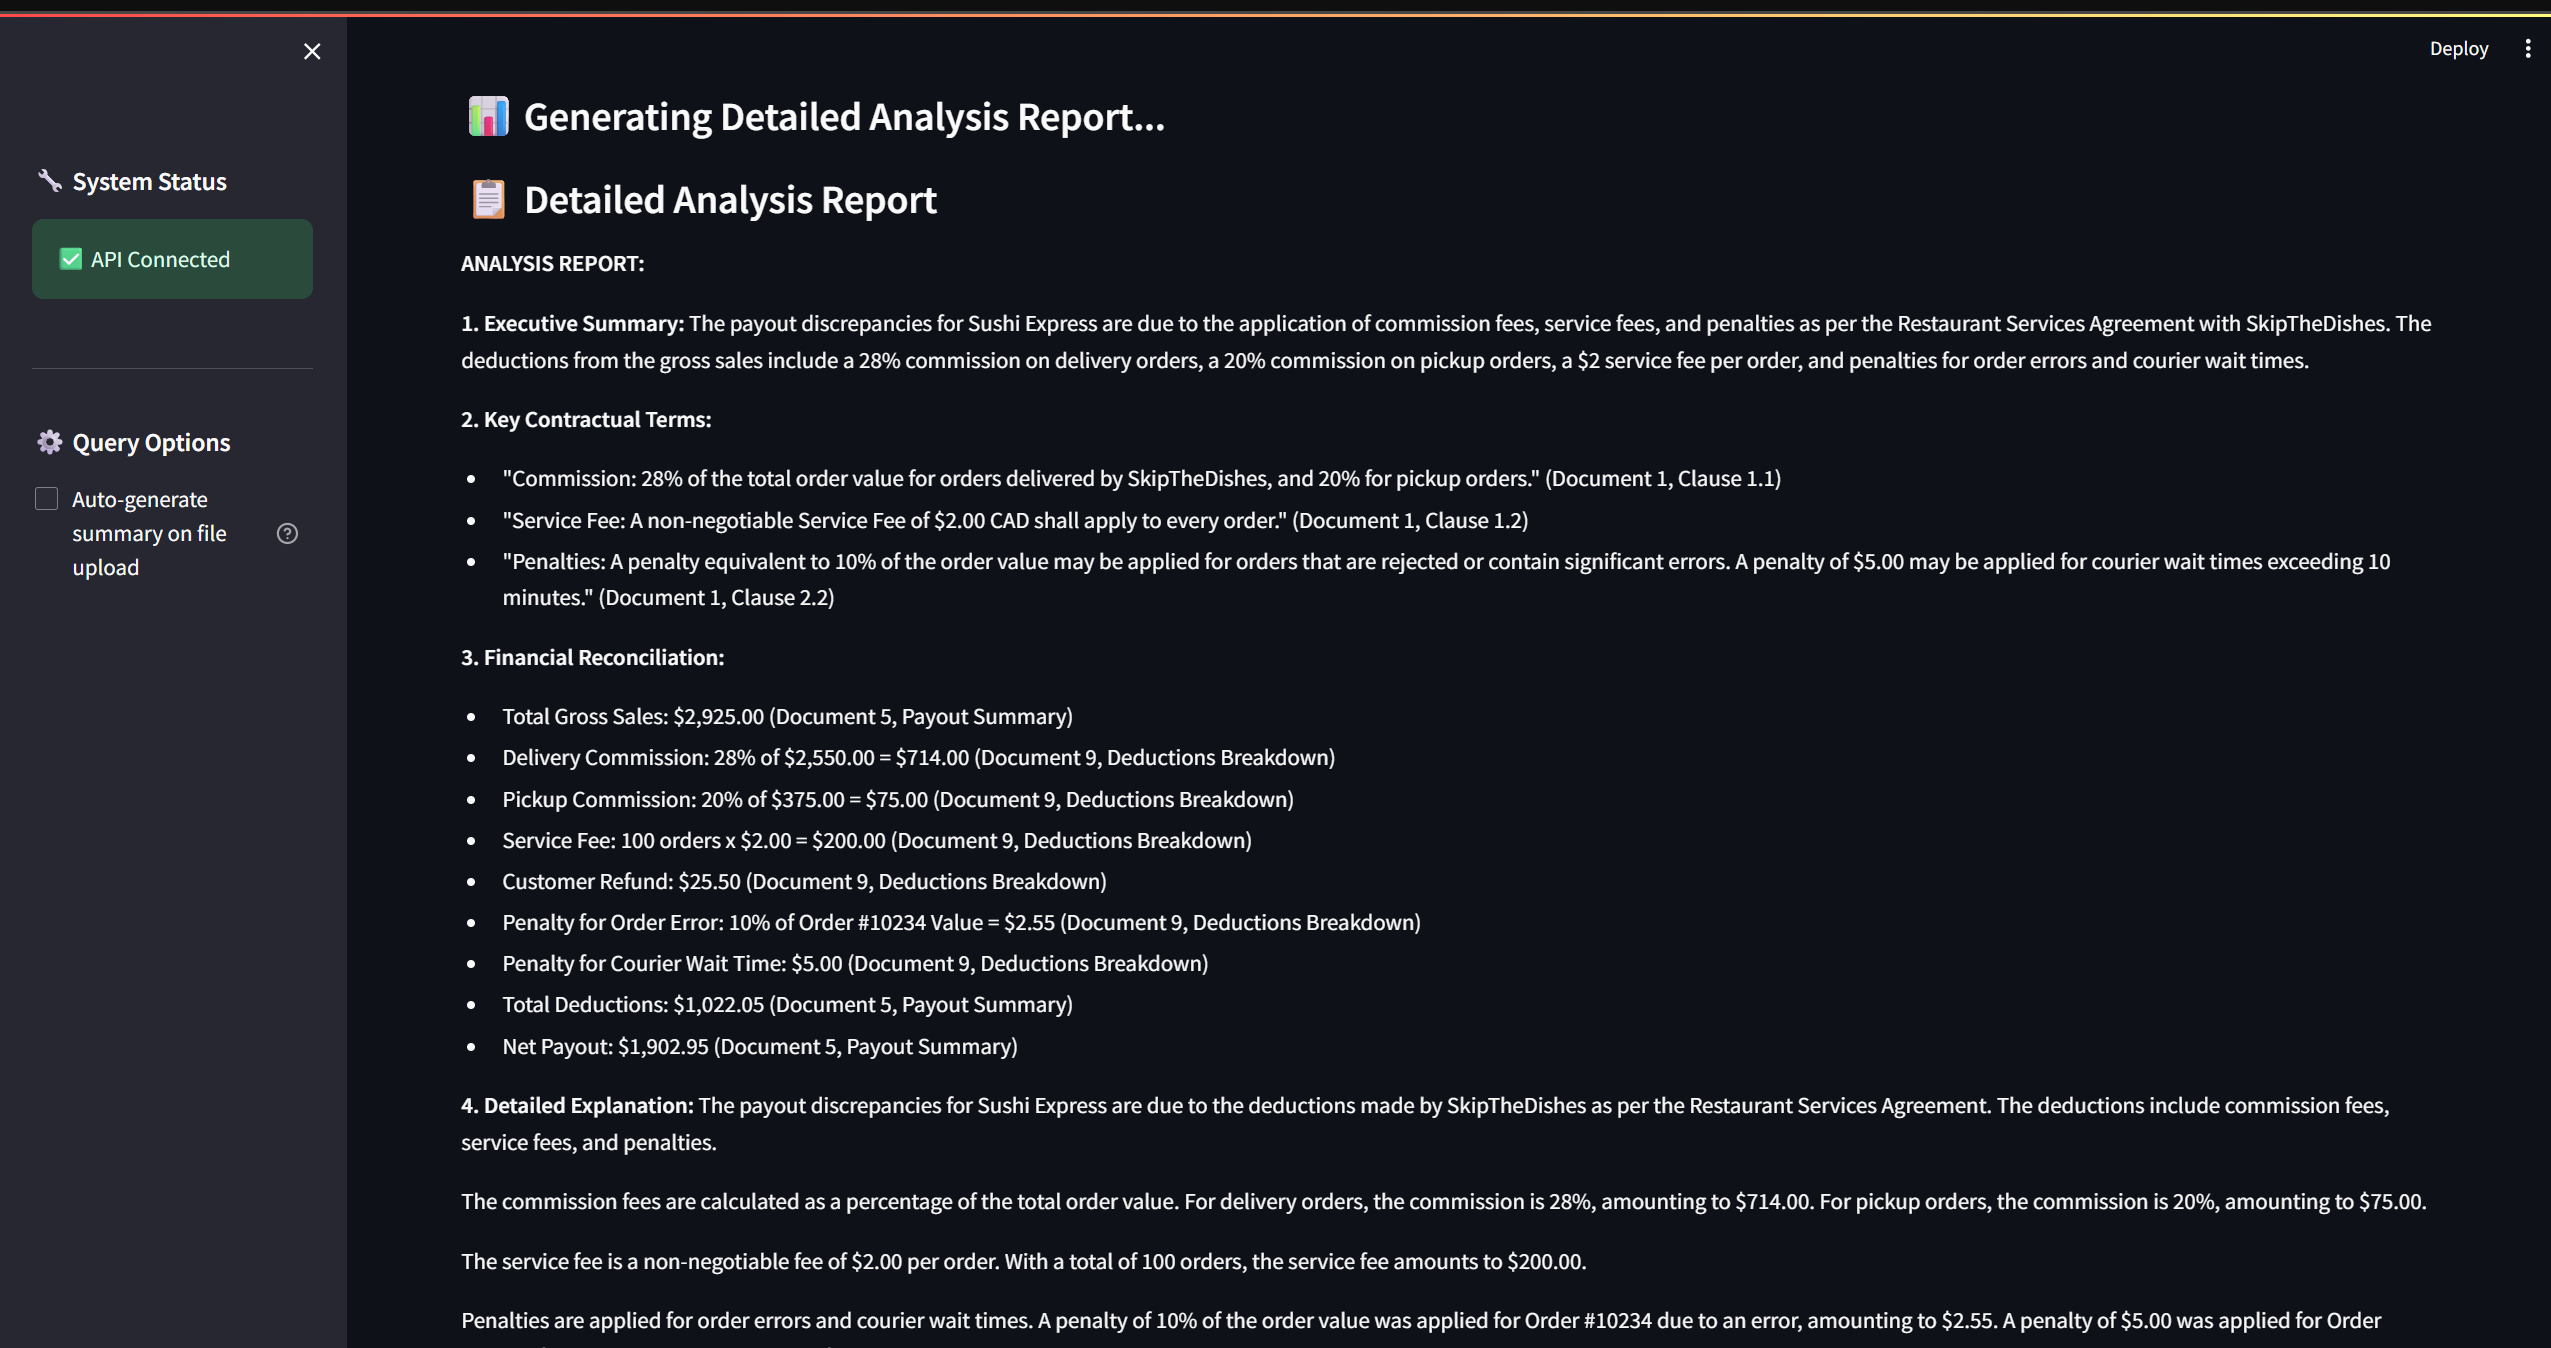 Deploy
System Status
API Connected
Query Options
Auto-generate
summary on file
upload
Generating Detailed Analysis Report...
Detailed Analysis Report
ANALYSIS REPORT:
1. Executive Summary: The payout discrepancies for Sushi Express are due to the application of commission fees, service fees, and penalties as per the Restaurant Services Agreement with SkipTheDishes. The
deductions from the gross sales include a 28% commission on delivery orders, a 20% commission on pickup orders, a $2 service fee per order, and penalties for order errors and courier wait times.
2. Key Contractual Terms:
• "Commission: 28% of the total order value for orders delivered by SkipTheDishes, and 20% for pickup orders." (Document 1, Clause 1.1)
• "Service Fee: A non-negotiable Service Fee of $2.00 CAD shall apply to every order." (Document 1, Clause 1.2)
• "Penalties: A penalty equivalent to 10% of the order value may be applied for orders that are rejected or contain significant errors. A penalty of $5.00 may be applied for courier wait times exceeding 10
minutes." (Document 1, Clause 2.2)
3. Financial Reconciliation:
• Total Gross Sales: $2,925.00 (Document 5, Payout Summary)
• Delivery Commission: 28% of $2,550.00 = $714.00 (Document 9, Deductions Breakdown)
• Pickup Commission: 20% of $375.00 = $75.00 (Document 9, Deductions Breakdown)
• Service Fee: 100 orders x $2.00 = $200.00 (Document 9, Deductions Breakdown)
• Customer Refund: $25.50 (Document 9, Deductions Breakdown)
• Penalty for Order Error: 10% of Order #10234 Value = $2.55 (Document 9, Deductions Breakdown)
• Penalty for Courier Wait Time: $5.00 (Document 9, Deductions Breakdown)
• Total Deductions: $1,022.05 (Document 5, Payout Summary)
• Net Payout: $1,902.95 (Document 5, Payout Summary)
4. Detailed Explanation: The payout discrepancies for Sushi Express are due to the deductions made by SkipTheDishes as per the Restaurant Services Agreement. The deductions include commission fees,
service fees, and penalties.
The commission fees are calculated as a percentage of the total order value. For delivery orders, the commission is 28%, amounting to $714.00. For pickup orders, the commission is 20%, amounting to $75.00.
The service fee is a non-negotiable fee of $2.00 per order. With a total of 100 orders, the service fee amounts to $200.00.
Penalties are applied for order errors and courier wait times. A penalty of 10% of the order value was applied for Order #10234 due to an error, amounting to $2.55. A penalty of $5.00 was applied for Order